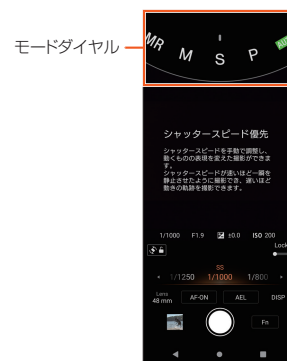 モードダイヤル
MR M S P AUTO
シャッタースピード優先
シャッタースピードを手動で調整し、
動くものの表現を変えた撮影ができま
す。
シャッタースピードが速いほど一瞬を
静止させたように撮影でき、遅いほど
動きの軌跡を撮影できます。
1/1000 F1.9 ±0.0 ISO 200
Lock
SS
1/1250 1/1000 1/800
Lens
48 mm AF-ON AEL DISP
Fn